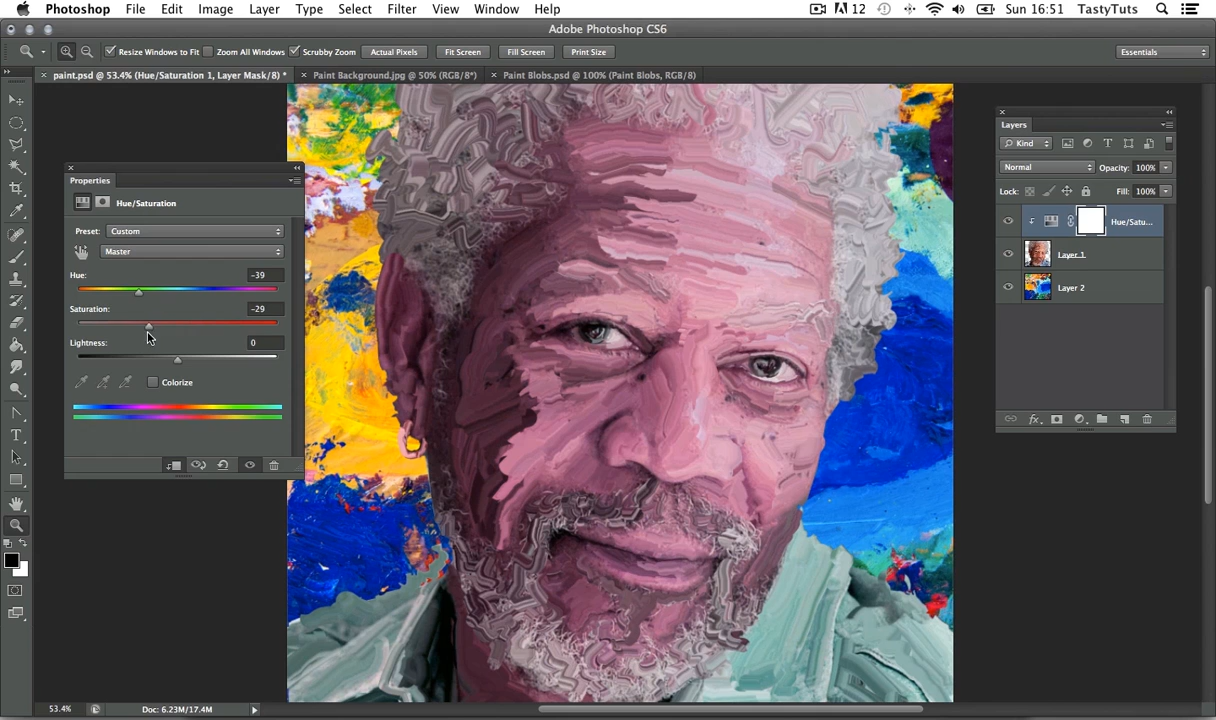 Photoshop File Edit Image Layer Type Select Filter View Window Help 12 Sun 16:51 TastyTuts
Adobe Photoshop CS6
Resize Windows to Fit Zoom All Windows Scrubby Zoom Actual Pixels Fit Screen Fill Screen Print Size Essentials
paint.psd @ 53.4% (Hue/Saturation 1, Layer Mask/8) * Paint Background.jpg @ 50% (RGB/8*) Paint Blobs.psd @ 100% (Paint Blobs, RGB/8)
Properties
Hue/Saturation
Preset: Custom
Master
Hue: -39
Saturation: -29
Lightness: 0
Colorize
Layers
Kind
Normal Opacity: 100%
Lock: Fill: 100%
Hue/Satu...
Layer 1
Layer 2
53.4% Doc: 6.23M/17.4M